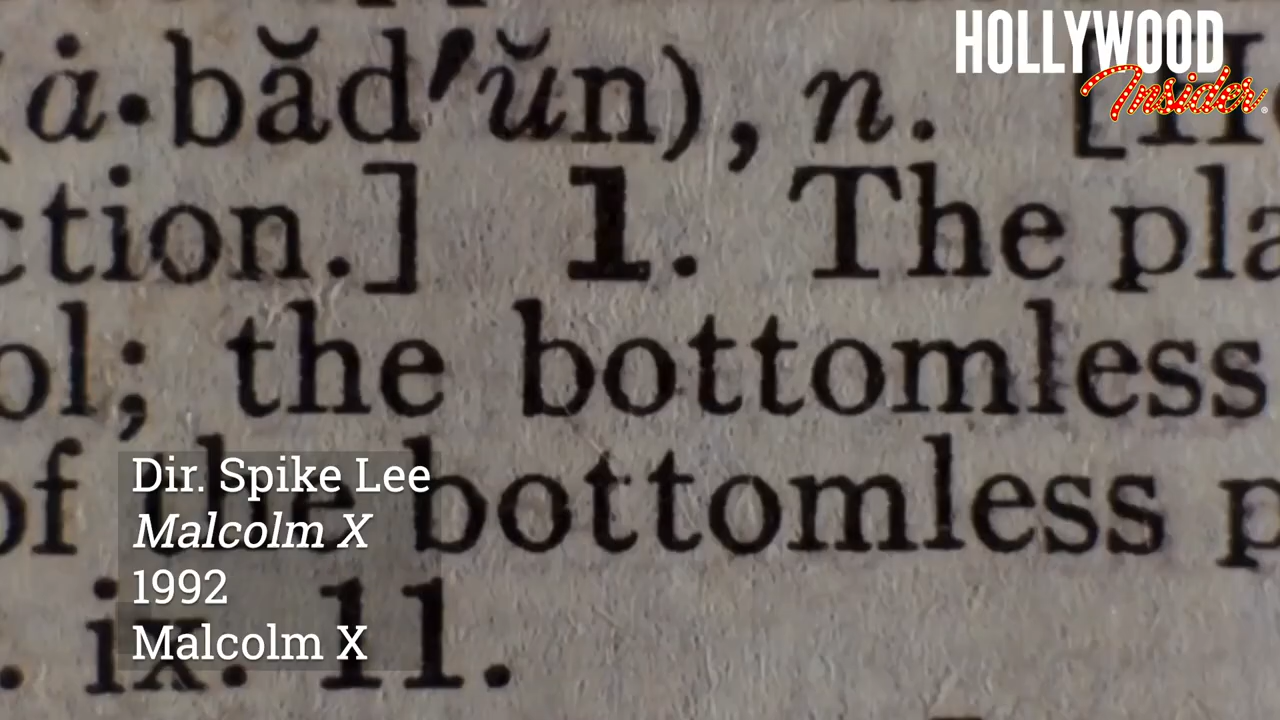 HOLLYWOOD
Insider
(ȧ•băd′ŭn), n. [H
ction.] 1. The pla
ol; the bottomless
of the bottomless p
. ix. 11.
Dir. Spike Lee
Malcolm X
1992
Malcolm X